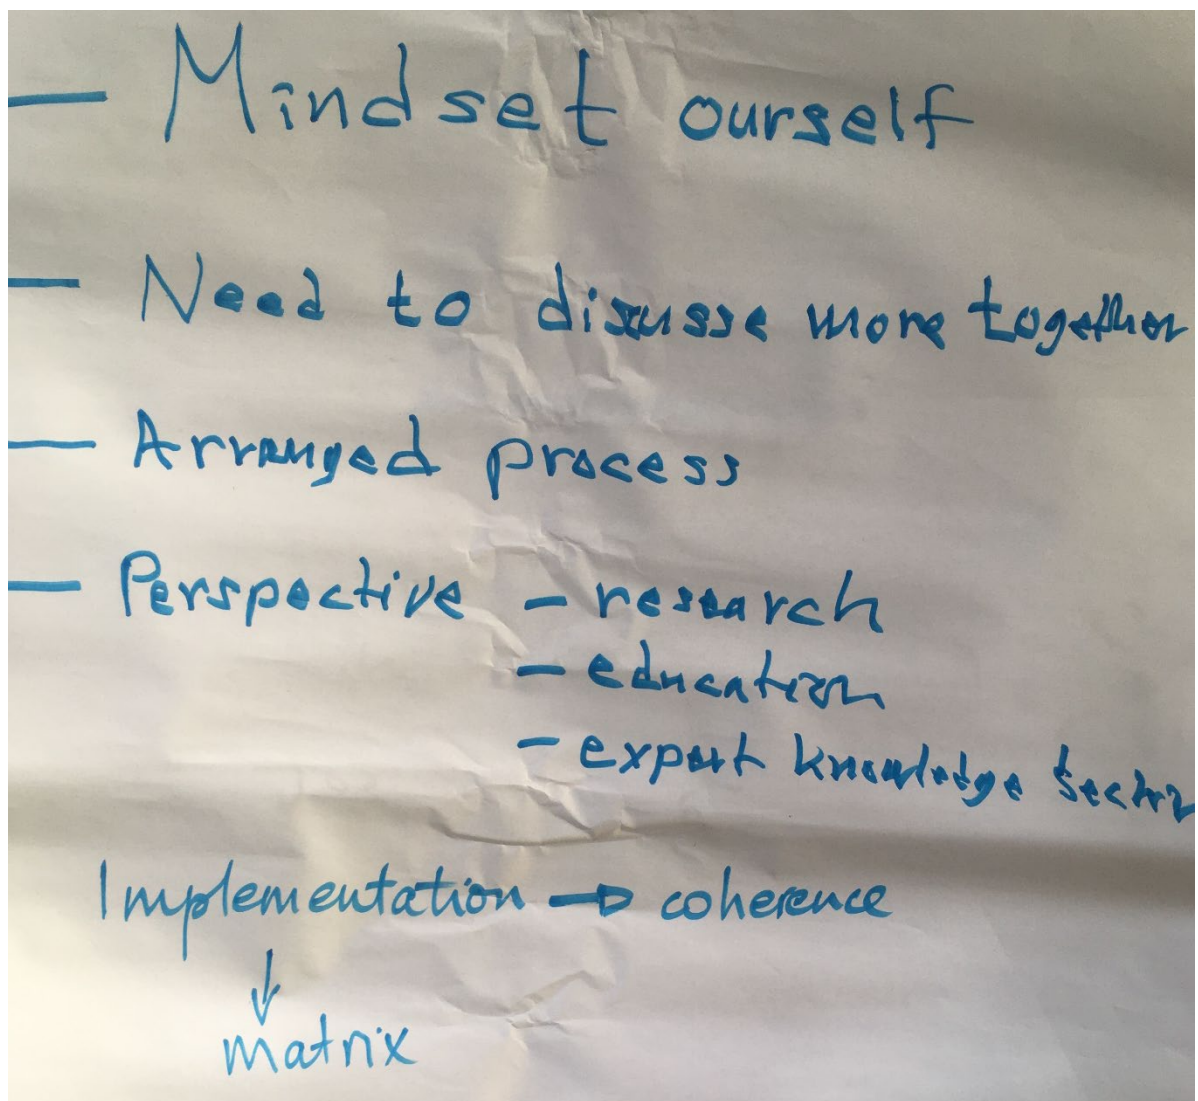 — Mindset ourself
— Need to discusse more together
— Arranged process
— Perspective – research
– education
– expert knowledge sector
Implementation → coherence
↓
matrix